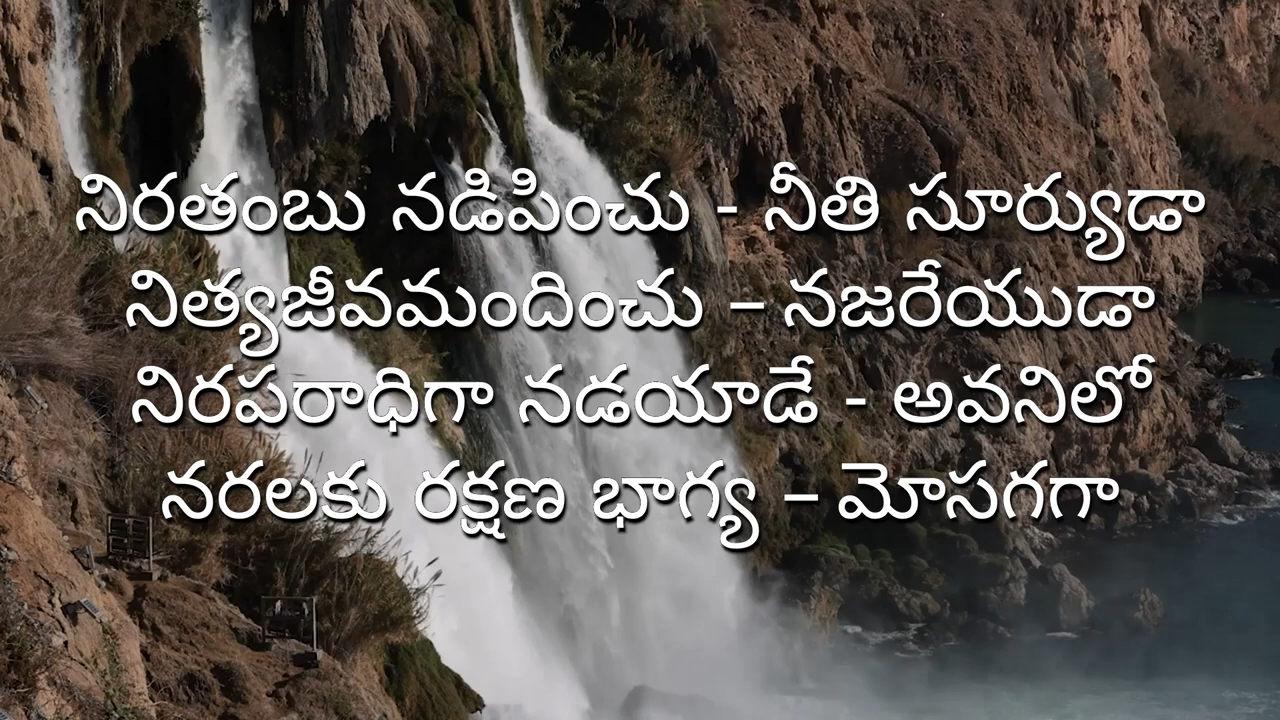 నిరతంబు నడిపించు - నీతి సూర్యుడా
నిత్యజీవమందించు – నజరేయుడా
నిరపరాధిగా నడయాడే - అవనిలో
నరలకు రక్షణ భాగ్య – మోసగగా